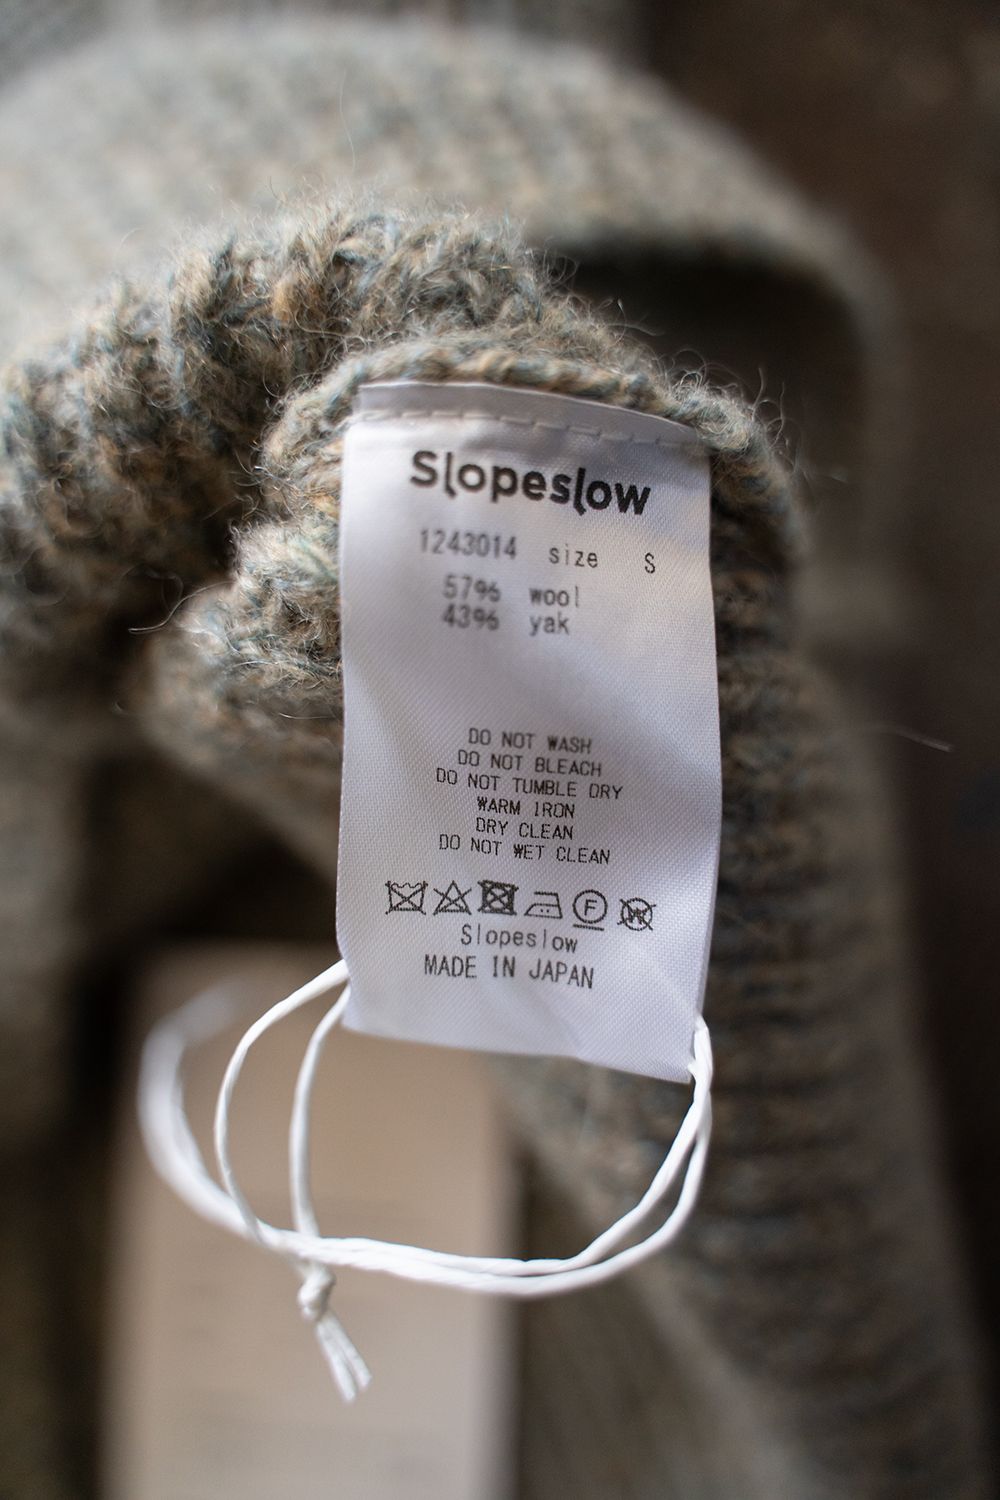 Slopeslow
1243014 size S
57% wool
43% yak
DO NOT WASH
DO NOT BLEACH
DO NOT TUMBLE DRY
WARM IRON
DRY CLEAN
DO NOT WET CLEAN
F W
Slopeslow
MADE IN JAPAN